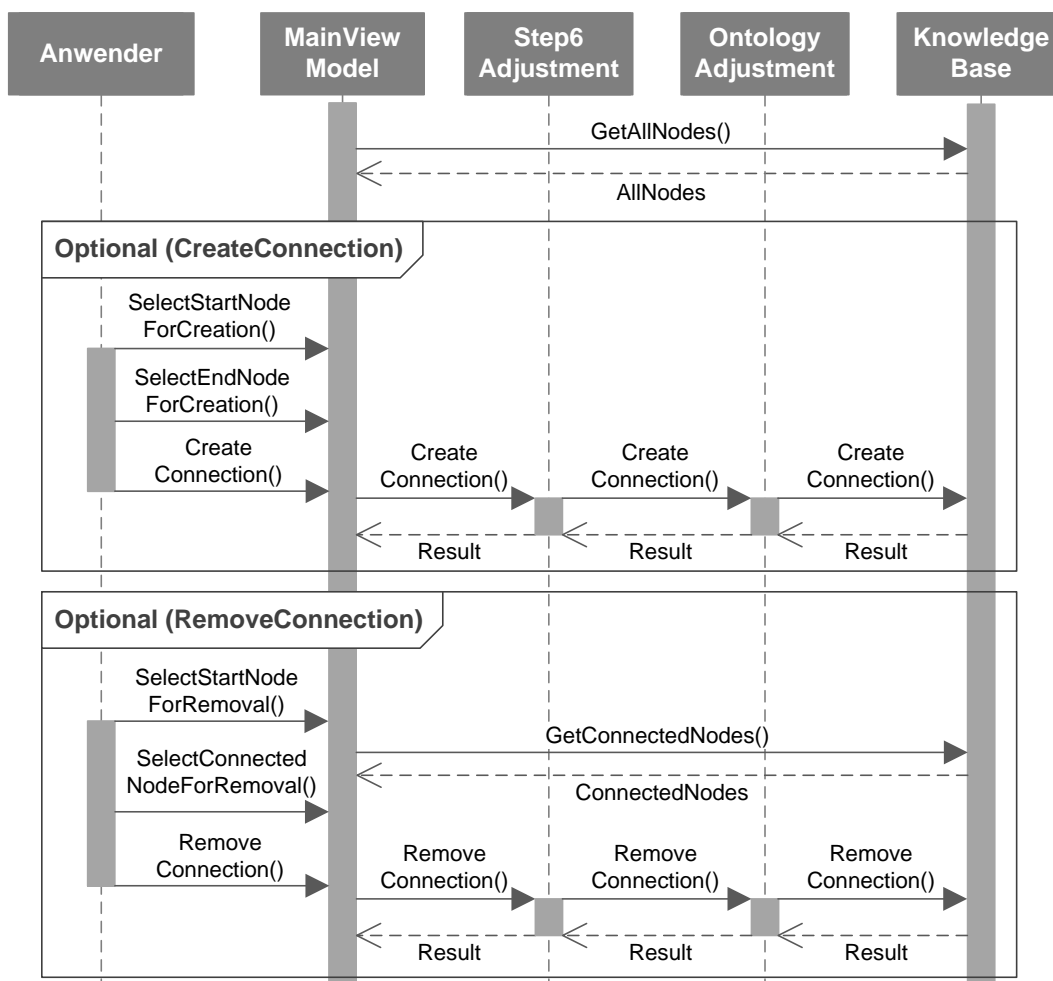 Anwender
MainView
Model
Step6
Adjustment
Ontology
Adjustment
Knowledge
Base
GetAllNodes()
AllNodes
Optional (CreateConnection)
SelectStartNode
ForCreation()
SelectEndNode
ForCreation()
Create
Connection()
Create
Connection()
Create
Connection()
Create
Connection()
Result
Result
Result
Optional (RemoveConnection)
SelectStartNode
ForRemoval()
GetConnectedNodes()
SelectConnected
NodeForRemoval()
ConnectedNodes
Remove
Connection()
Remove
Connection()
Remove
Connection()
Remove
Connection()
Result
Result
Result